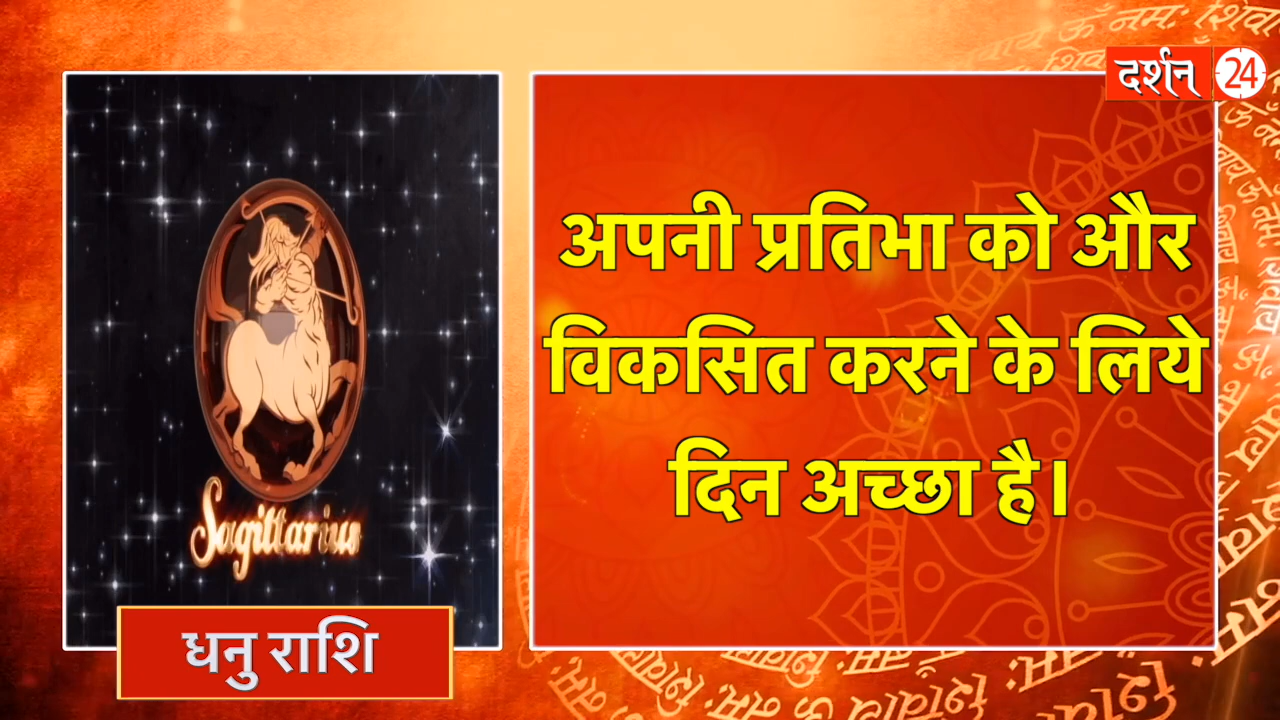 दर्शन 24
अपनी प्रतिभा को और
विकसित करने के लिये
दिन अच्छा है।
Sagittarius
धनु राशि